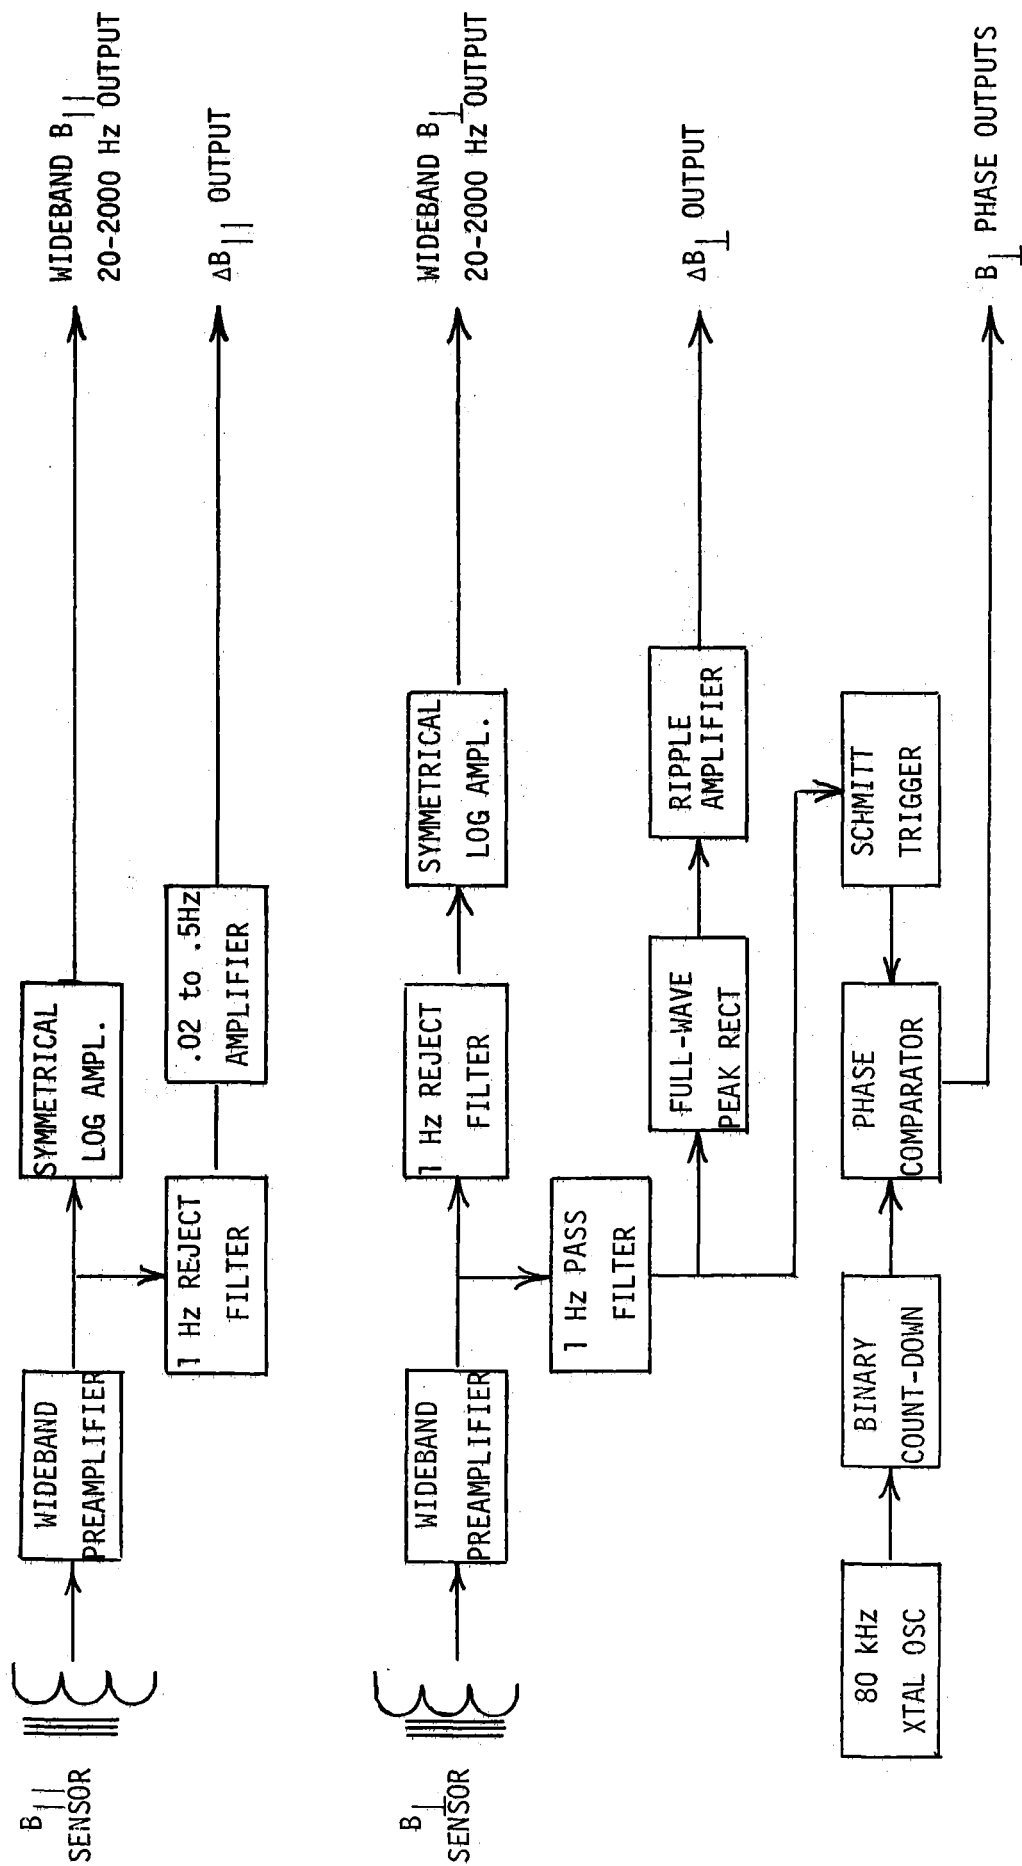 B||
SENSOR
WIDEBAND
PREAMPLIFIER
SYMMETRICAL
LOG AMPL.
WIDEBAND B||
20-2000 Hz OUTPUT
1 Hz REJECT
FILTER
.02 to .5Hz
AMPLIFIER
ΔB|| OUTPUT
B⊥
SENSOR
WIDEBAND
PREAMPLIFIER
1 Hz REJECT
FILTER
SYMMETRICAL
LOG AMPL.
WIDEBAND B⊥
20-2000 Hz OUTPUT
1 Hz PASS
FILTER
FULL-WAVE
PEAK RECT
RIPPLE
AMPLIFIER
ΔB⊥ OUTPUT
80 kHz
XTAL OSC
BINARY
COUNT-DOWN
PHASE
COMPARATOR
SCHMITT
TRIGGER
B⊥ PHASE OUTPUTS